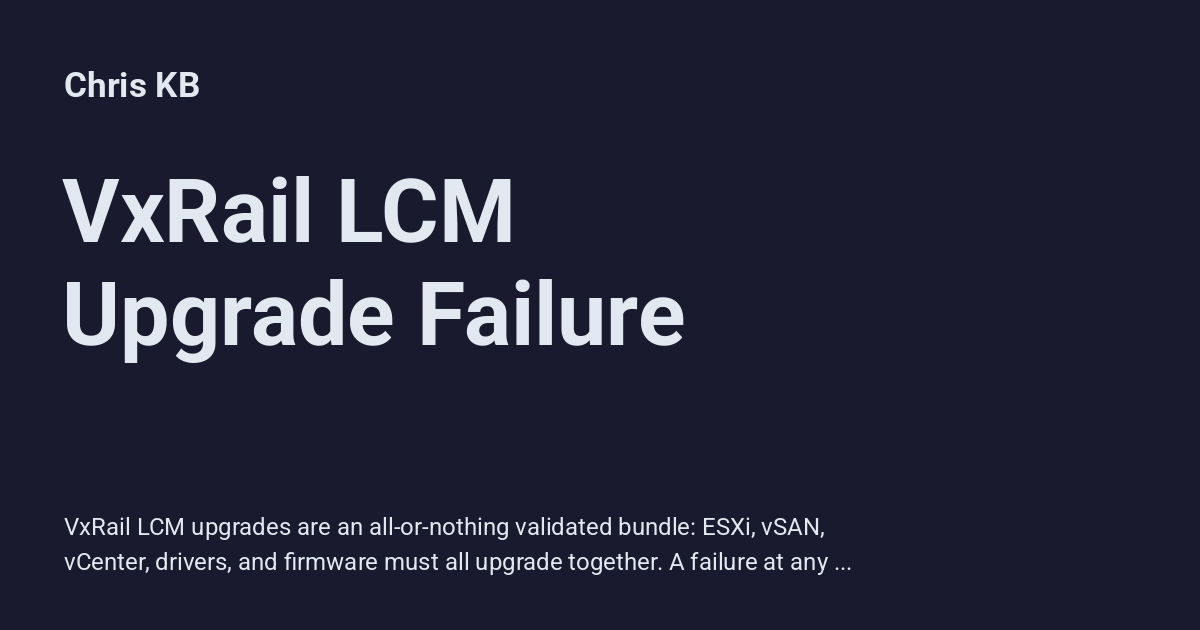 Chris KB
VxRail LCM
Upgrade Failure
VxRail LCM upgrades are an all-or-nothing validated bundle: ESXi, vSAN,
vCenter, drivers, and firmware must all upgrade together. A failure at any ...